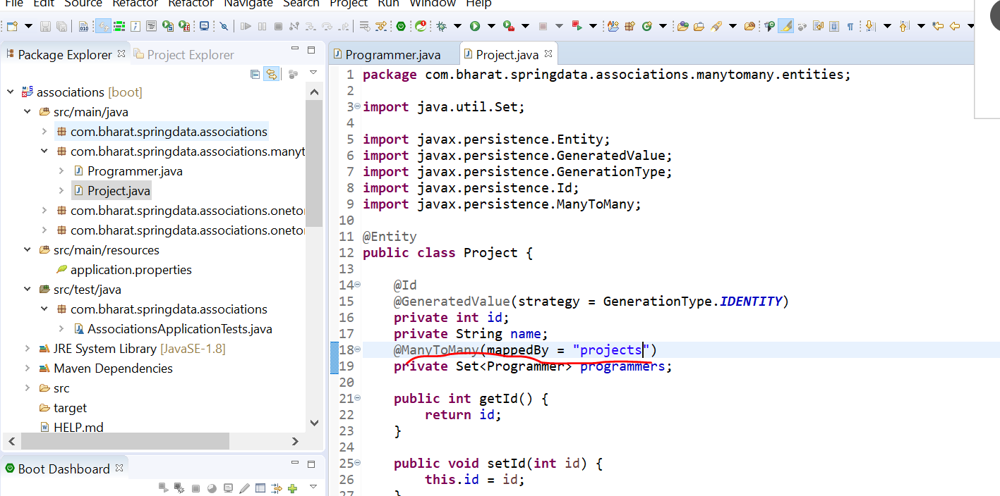 File Edit Source Refactor Refactor Navigate Search Project Run Window Help
Package Explorer
Project Explorer
associations [boot]
src/main/java
com.bharat.springdata.associations
com.bharat.springdata.associations.manyt
Programmer.java
Project.java
com.bharat.springdata.associations.oneto
com.bharat.springdata.associations.oneto
src/main/resources
application.properties
src/test/java
com.bharat.springdata.associations
AssociationsApplicationTests.java
JRE System Library [JavaSE-1.8]
Maven Dependencies
src
target
HELP.md
Boot Dashboard
Programmer.java
Project.java
1 package com.bharat.springdata.associations.manytomany.entities;
2
3 import java.util.Set;
4
5 import javax.persistence.Entity;
6 import javax.persistence.GeneratedValue;
7 import javax.persistence.GenerationType;
8 import javax.persistence.Id;
9 import javax.persistence.ManyToMany;
10
11 @Entity
12 public class Project {
13
14 @Id
15 @GeneratedValue(strategy = GenerationType.IDENTITY)
16 private int id;
17 private String name;
18 @ManyToMany(mappedBy = "projects")
19 private Set<Programmer> programmers;
20
21 public int getId() {
22 return id;
23 }
24
25 public void setId(int id) {
26 this.id = id;
27 }